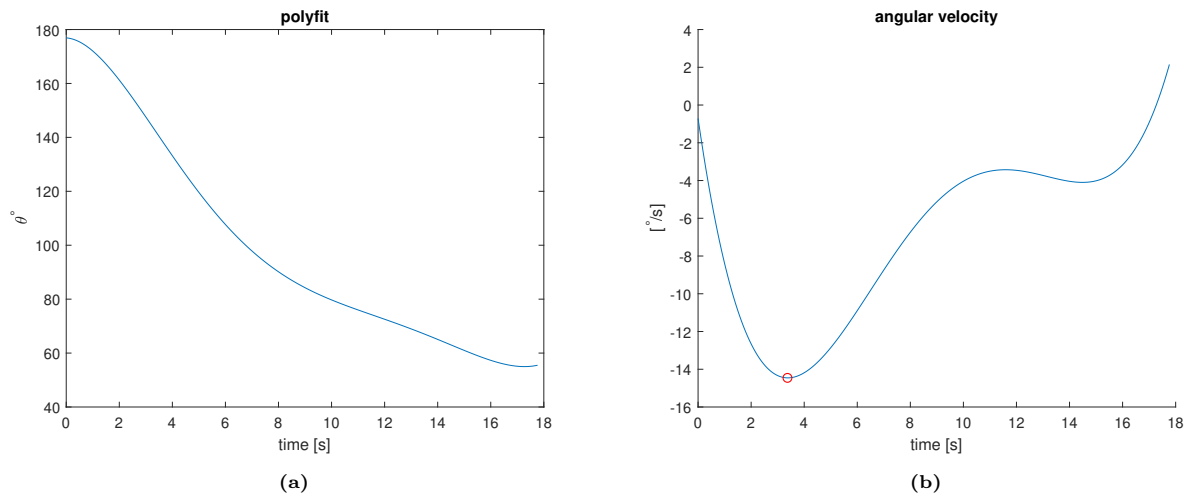 polyfit
180
160
140
120
100
80
60
40
θ°
0 2 4 6 8 10 12 14 16 18
time [s]
(a)
angular velocity
4
2
0
-2
-4
-6
-8
-10
-12
-14
-16
[°/s]
0 2 4 6 8 10 12 14 16 18
time [s]
(b)